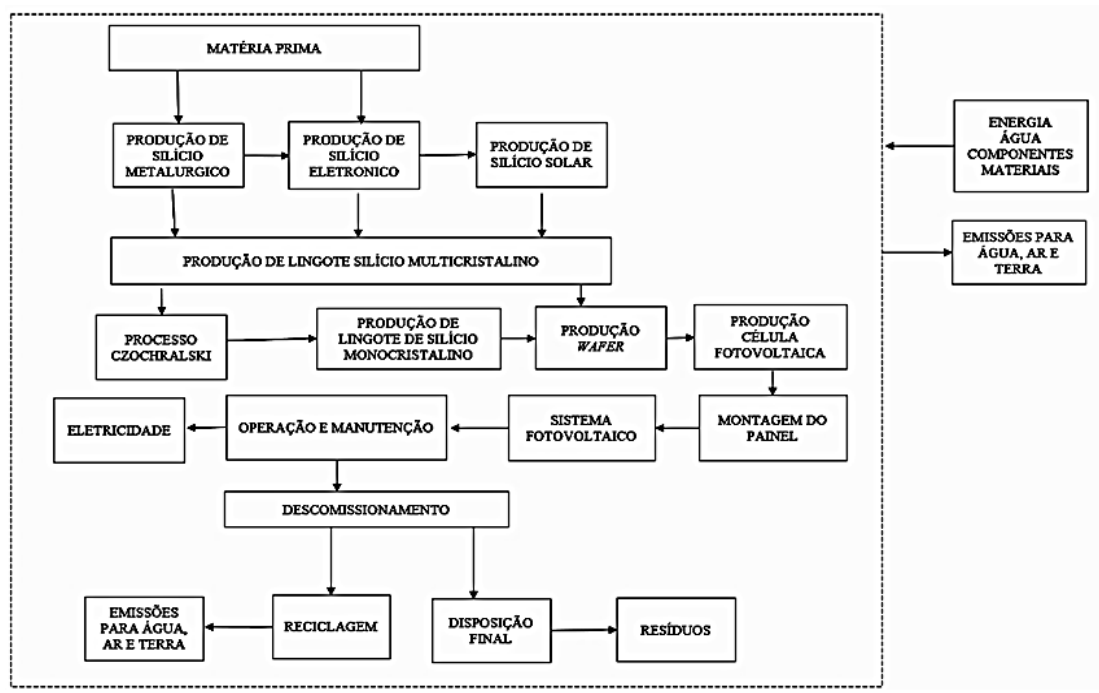 MATÉRIA PRIMA
PRODUÇÃO DE
SILÍCIO
METALURGICO
PRODUÇÃO DE
SILÍCIO
ELETRONICO
PRODUÇÃO DE
SILÍCIO SOLAR
ENERGIA
ÁGUA
COMPONENTES
MATERIAIS
EMISSÕES PARA
ÁGUA, AR E
TERRA
PRODUÇÃO DE LINGOTE SILÍCIO MULTICRISTALINO
PROCESSO
CZOCHRALSKI
PRODUÇÃO DE
LINGOTE DE SILÍCIO
MONOCRISTALINO
PRODUÇÃO
WAFER
PRODUÇÃO
CÉLULA
FOTOVOLTAICA
ELETRICIDADE
OPERAÇÃO E MANUTENÇÃO
SISTEMA
FOTOVOLTAICO
MONTAGEM DO
PAINEL
DESCOMISSIONAMENTO
EMISSÕES
PARA ÁGUA,
AR E TERRA
RECICLAGEM
DISPOSIÇÃO
FINAL
RESÍDUOS